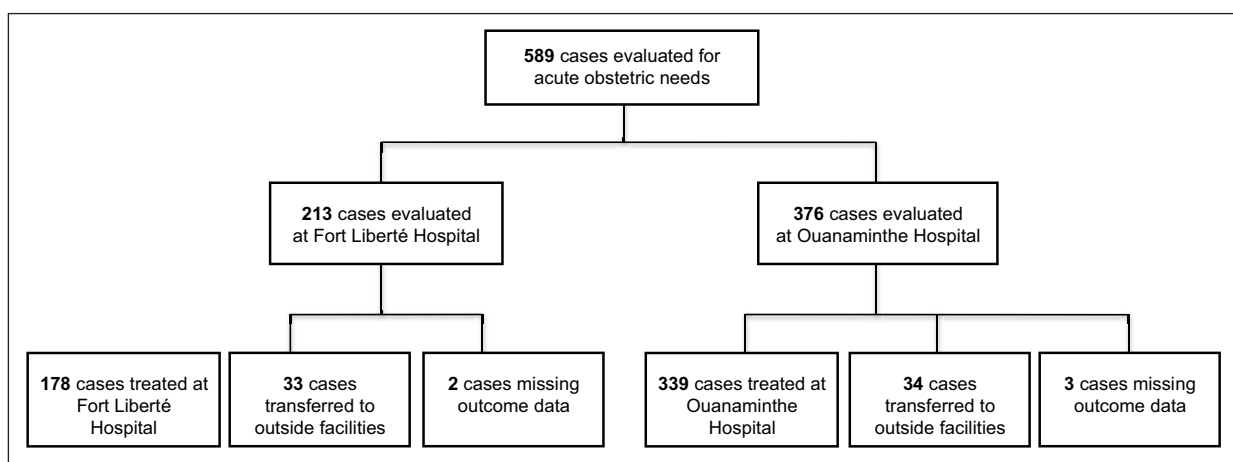 589 cases evaluated for
acute obstetric needs
213 cases evaluated
at Fort Liberté Hospital
376 cases evaluated
at Ouanaminthe Hospital
178 cases treated at
Fort Liberté
Hospital
33 cases
transferred to
outside facilities
2 cases missing
outcome data
339 cases treated at
Ouanaminthe
Hospital
34 cases
transferred to
outside facilities
3 cases missing
outcome data